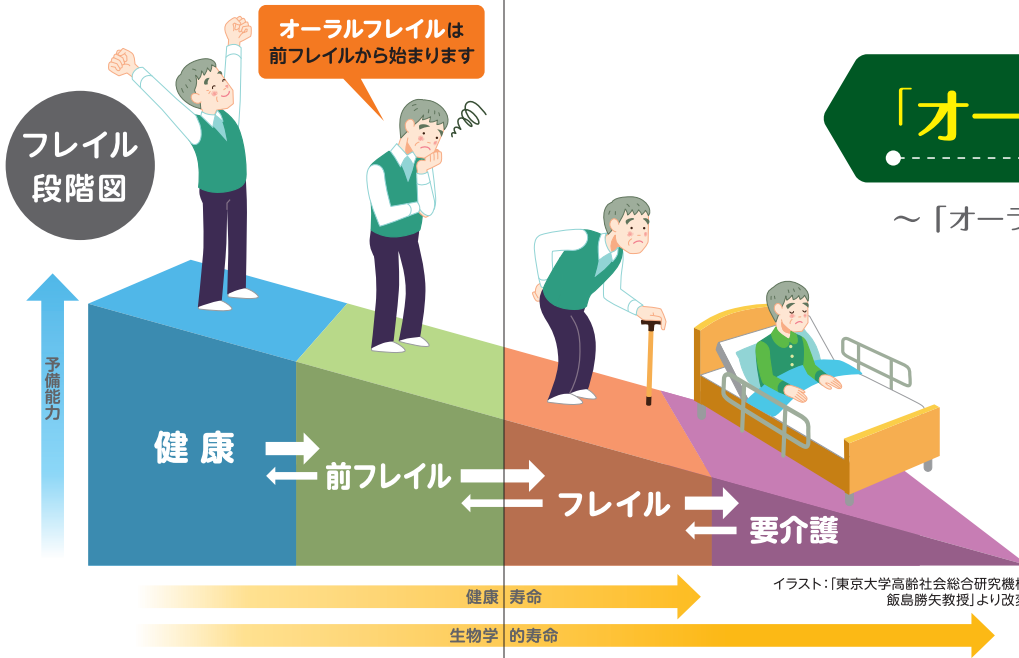 オーラルフレイルは
前フレイルから始まります
フレイル
段階図
「オー
〜「オーラ
予備能力
健康
前フレイル
フレイル
要介護
イラスト:「東京大学高齢社会総合研究機構
飯島勝矢教授」より改変
健康寿命
生物学的寿命